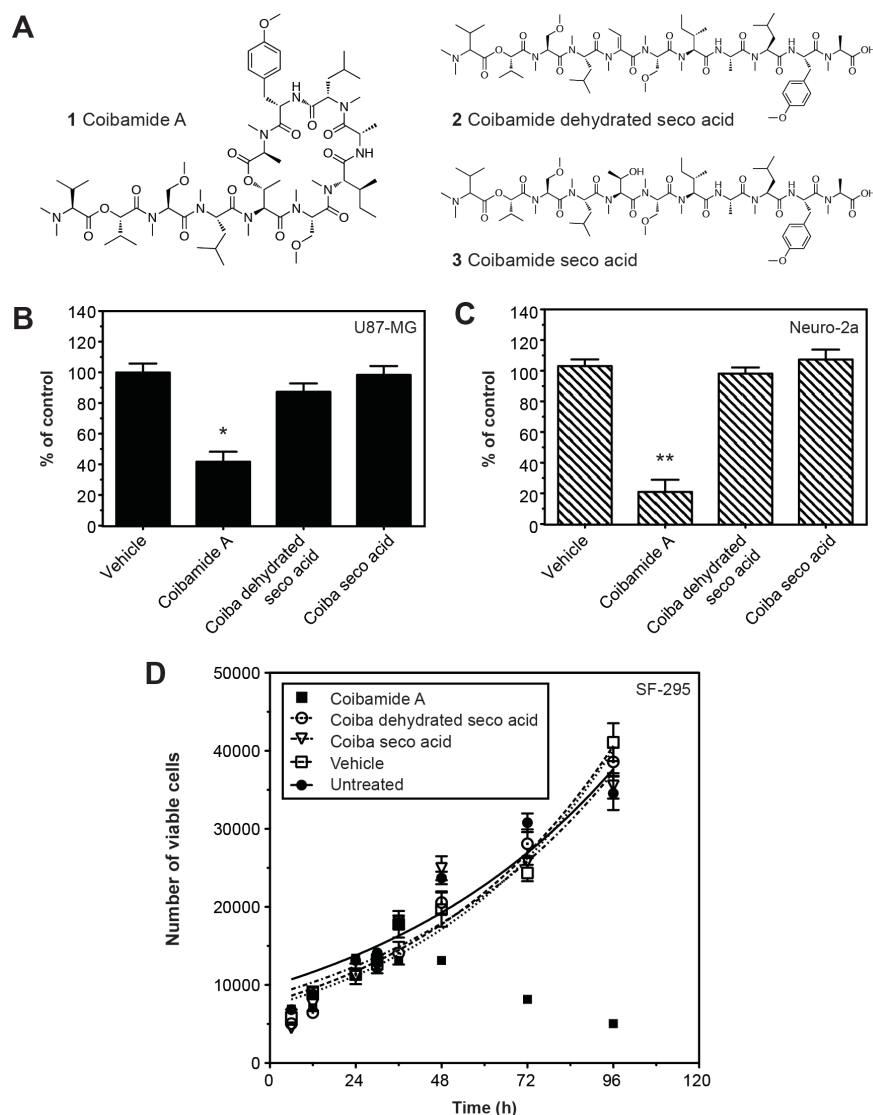 A
1 Coibamide A
2 Coibamide dehydrated seco acid
3 Coibamide seco acid
B
U87-MG
% of control
140
120
100
80
60
40
20
0
*
Vehicle
Coibamide A
Coiba dehydrated
seco acid
Coiba seco acid
C
Neuro-2a
% of control
140
120
100
80
60
40
20
0
**
Vehicle
Coibamide A
Coiba dehydrated
seco acid
Coiba seco acid
D
SF-295
Number of viable cells
50000
40000
30000
20000
10000
0
Coibamide A
Coiba dehydrated seco acid
Coiba seco acid
Vehicle
Untreated
0 24 48 72 96 120
Time (h)